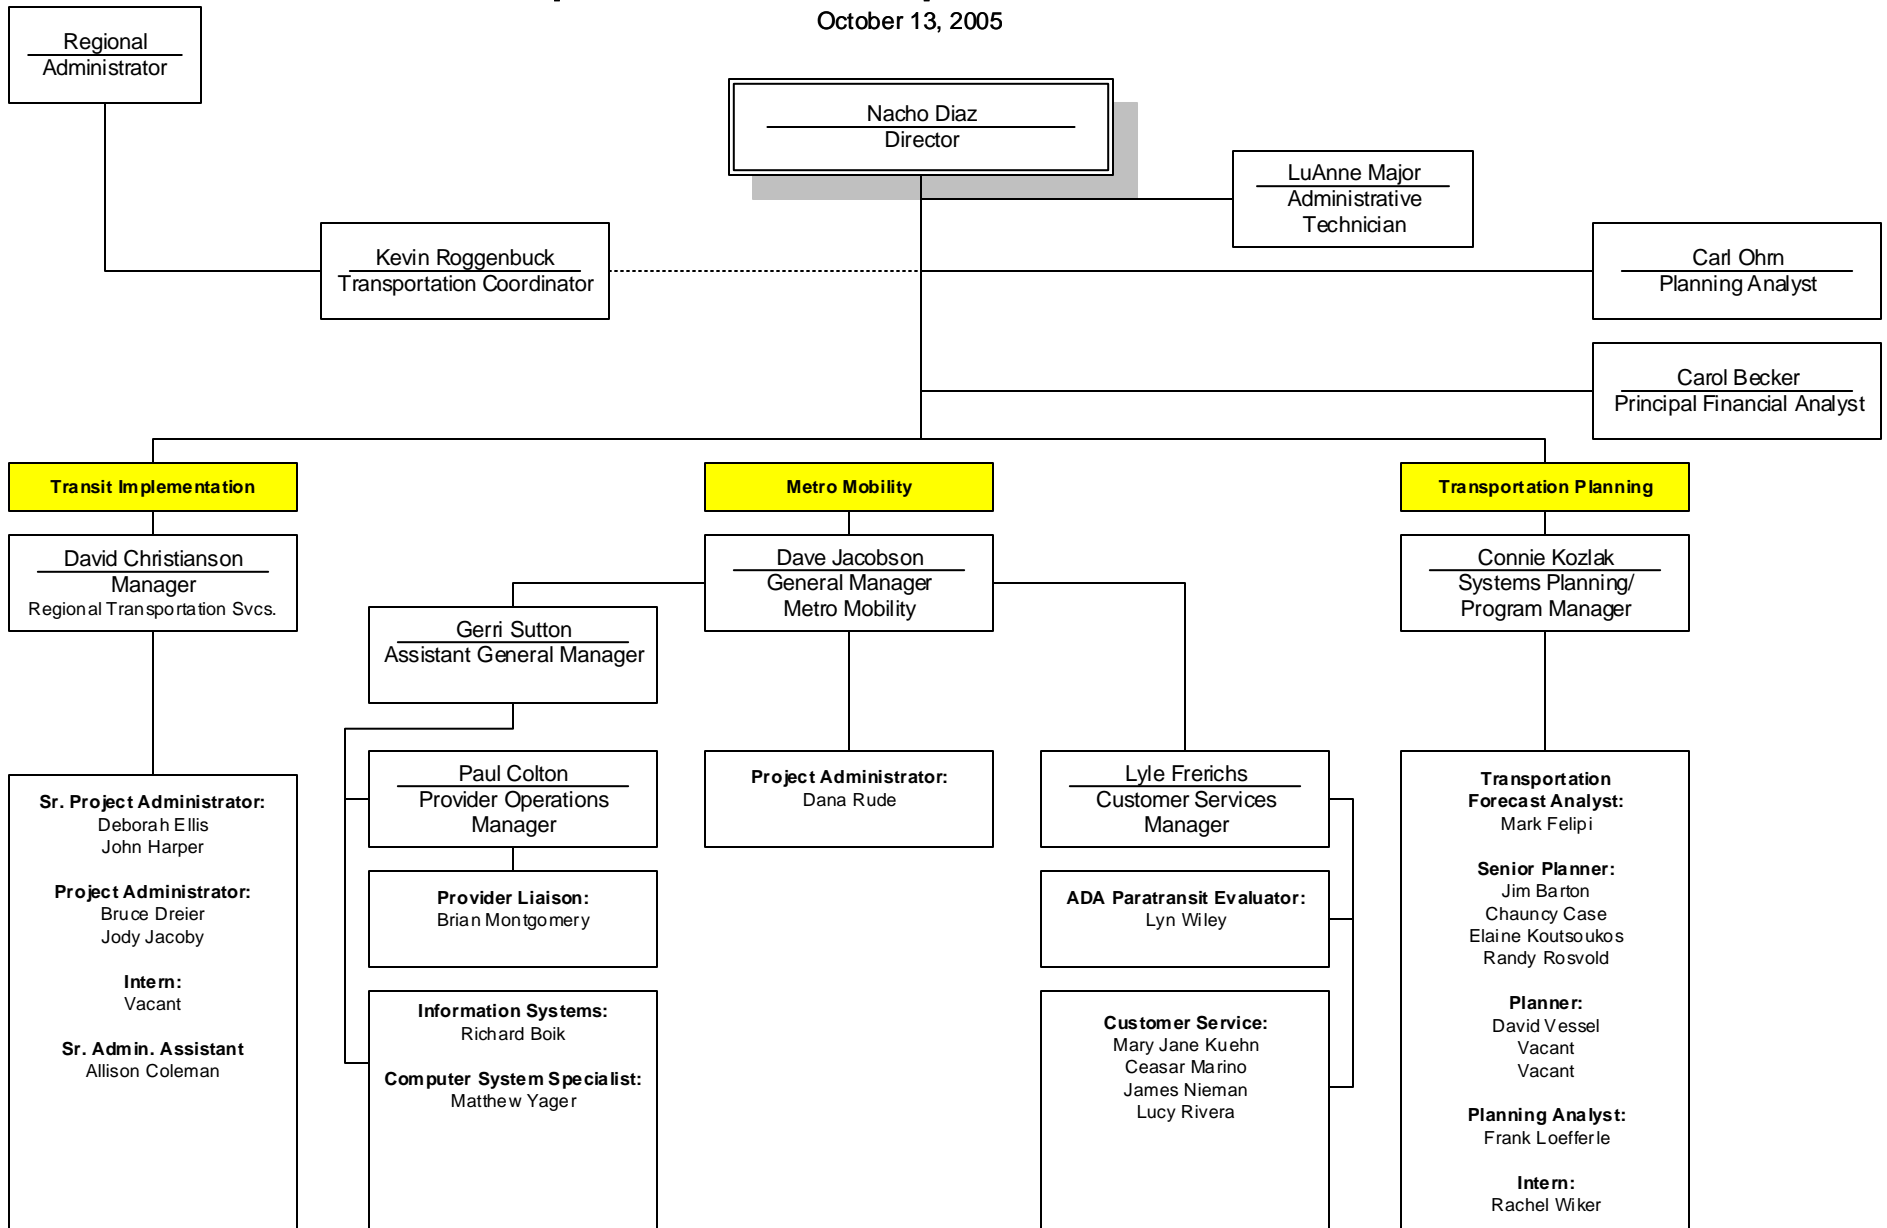 October 13, 2005
Regional
Administrator
Nacho Diaz
Director
LuAnne Major
Administrative
Technician
Kevin Roggenbuck
Transportation Coordinator
Carl Ohrn
Planning Analyst
Carol Becker
Principal Financial Analyst
Transit Implementation
David Christianson
Manager
Regional Transportation Svcs.
Sr. Project Administrator:
Deborah Ellis
John Harper
Project Administrator:
Bruce Dreier
Jody Jacoby
Intern:
Vacant
Sr. Admin. Assistant
Allison Coleman
Metro Mobility
Dave Jacobson
General Manager
Metro Mobility
Gerri Sutton
Assistant General Manager
Paul Colton
Provider Operations
Manager
Provider Liaison:
Brian Montgomery
Information Systems:
Richard Boik
Computer System Specialist:
Matthew Yager
Project Administrator:
Dana Rude
Lyle Frerichs
Customer Services
Manager
ADA Paratransit Evaluator:
Lyn Wiley
Customer Service:
Mary Jane Kuehn
Ceasar Marino
James Nieman
Lucy Rivera
Transportation Planning
Connie Kozlak
Systems Planning/
Program Manager
Transportation
Forecast Analyst:
Mark Felipi
Senior Planner:
Jim Barton
Chauncy Case
Elaine Koutsoukos
Randy Rosvold
Planner:
David Vessel
Vacant
Vacant
Planning Analyst:
Frank Loefferle
Intern:
Rachel Wiker